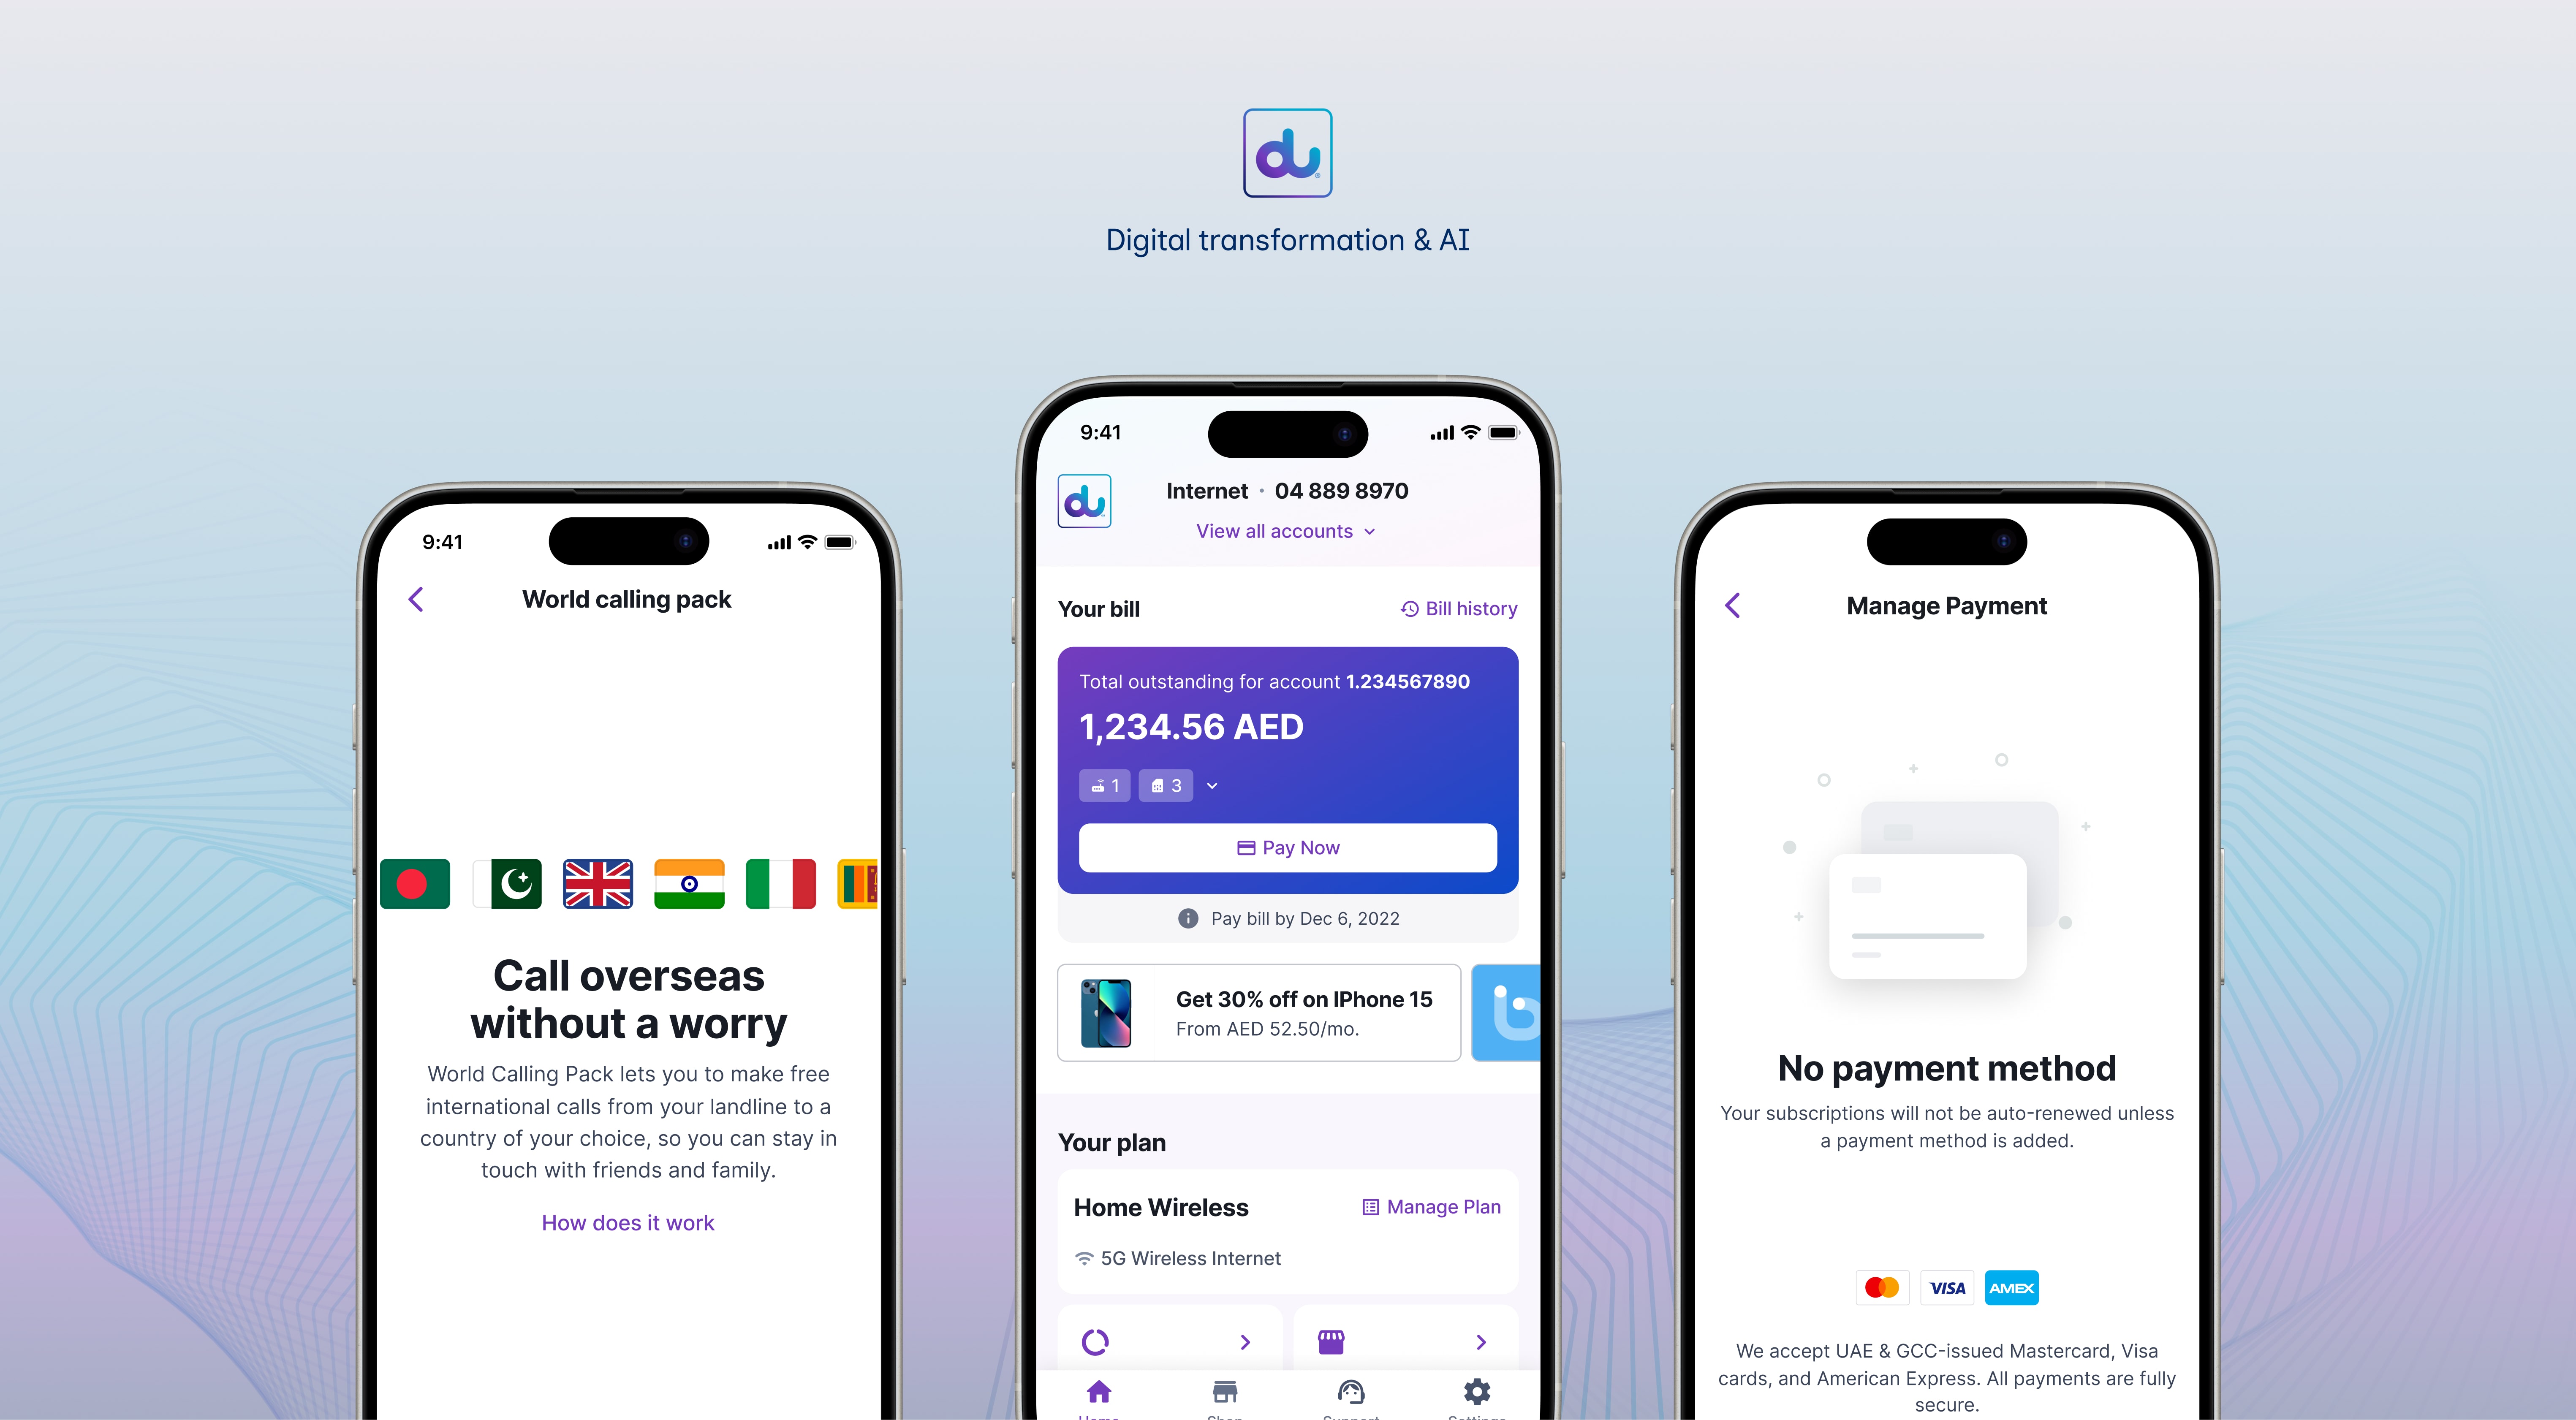 du
Digital transformation & AI
9:41
World calling pack
Call overseas
without a worry
World Calling Pack lets you to make free
international calls from your landline to a
country of your choice, so you can stay in
touch with friends and family.
How does it work
9:41
du
Internet · 04 889 8970
View all accounts
Your bill
Bill history
Total outstanding for account 1.234567890
1,234.56 AED
1
3
Pay Now
Pay bill by Dec 6, 2022
Get 30% off on IPhone 15
From AED 52.50/mo.
Your plan
Home Wireless
Manage Plan
5G Wireless Internet
Home
Shop
Support
Settings
Manage Payment
No payment method
Your subscriptions will not be auto-renewed unless
a payment method is added.
VISA
AMEX
We accept UAE & GCC-issued Mastercard, Visa
cards, and American Express. All payments are fully
secure.